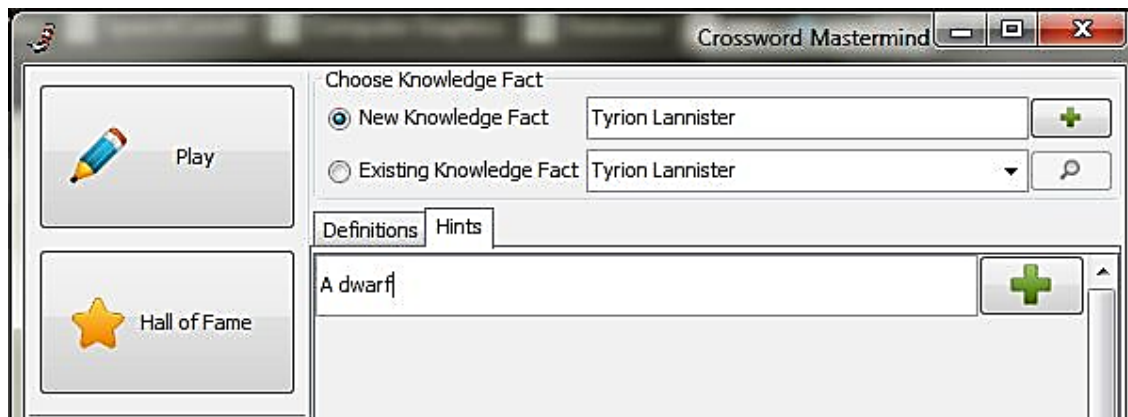 Crossword Mastermind
Choose Knowledge Fact
New Knowledge Fact Tyrion Lannister
Play
Existing Knowledge Fact Tyrion Lannister
Definitions Hints
A dwarf
Hall of Fame